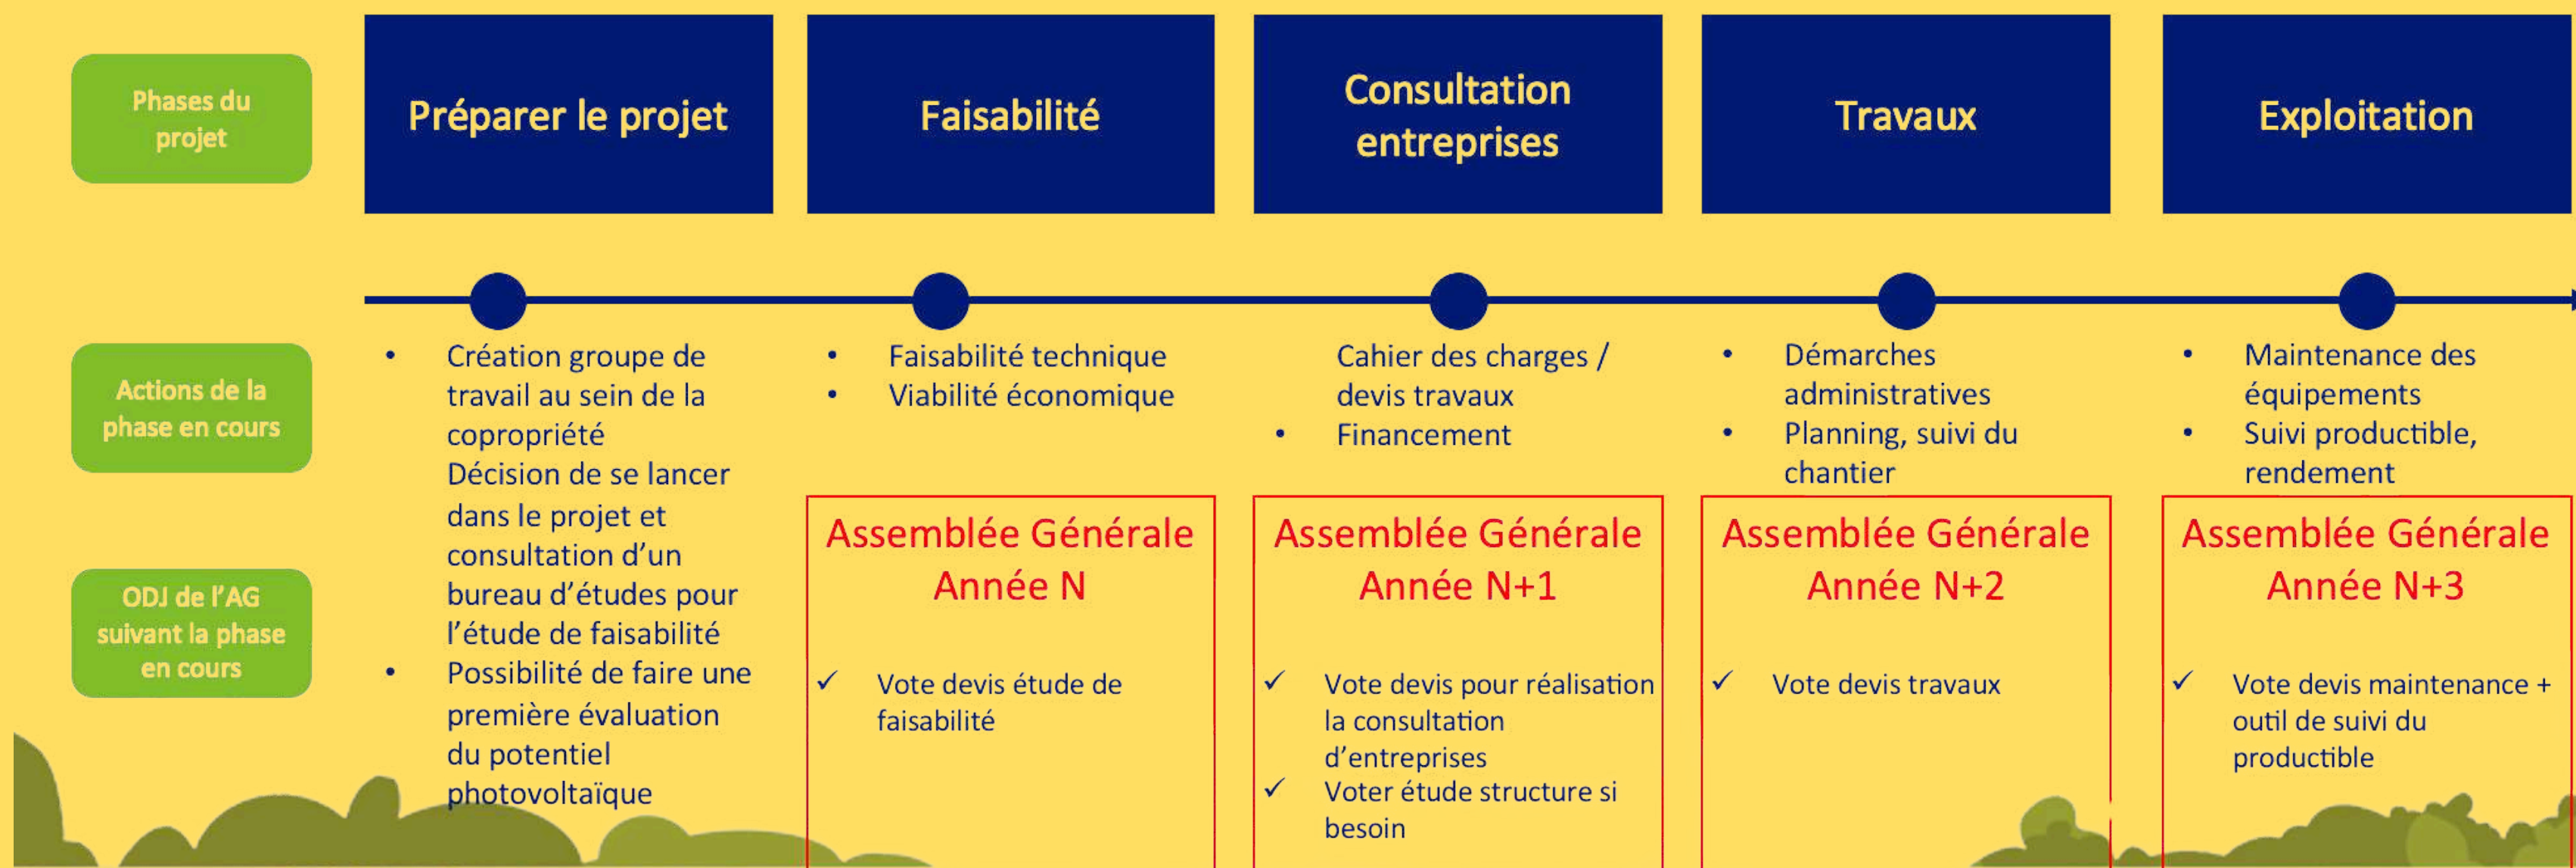 Phases du
projet
Préparer le projet
Faisabilité
Consultation
entreprises
Travaux
Exploitation
Actions de la
phase en cours
• Création groupe de
travail au sein de la
copropriété
Décision de se lancer
dans le projet et
consultation d’un
bureau d’études pour
l’étude de faisabilité
• Possibilité de faire une
première évaluation
du potentiel
photovoltaïque
• Faisabilité technique
• Viabilité économique
Cahier des charges /
devis travaux
• Financement
• Démarches
administratives
• Planning, suivi du
chantier
• Maintenance des
équipements
• Suivi productible,
rendement
ODJ de l’AG
suivant la phase
en cours
Assemblée Générale
Année N
✓ Vote devis étude de
faisabilité
Assemblée Générale
Année N+1
✓ Vote devis pour réalisation
la consultation
d’entreprises
✓ Voter étude structure si
besoin
Assemblée Générale
Année N+2
✓ Vote devis travaux
Assemblée Générale
Année N+3
✓ Vote devis maintenance +
outil de suivi du
productible